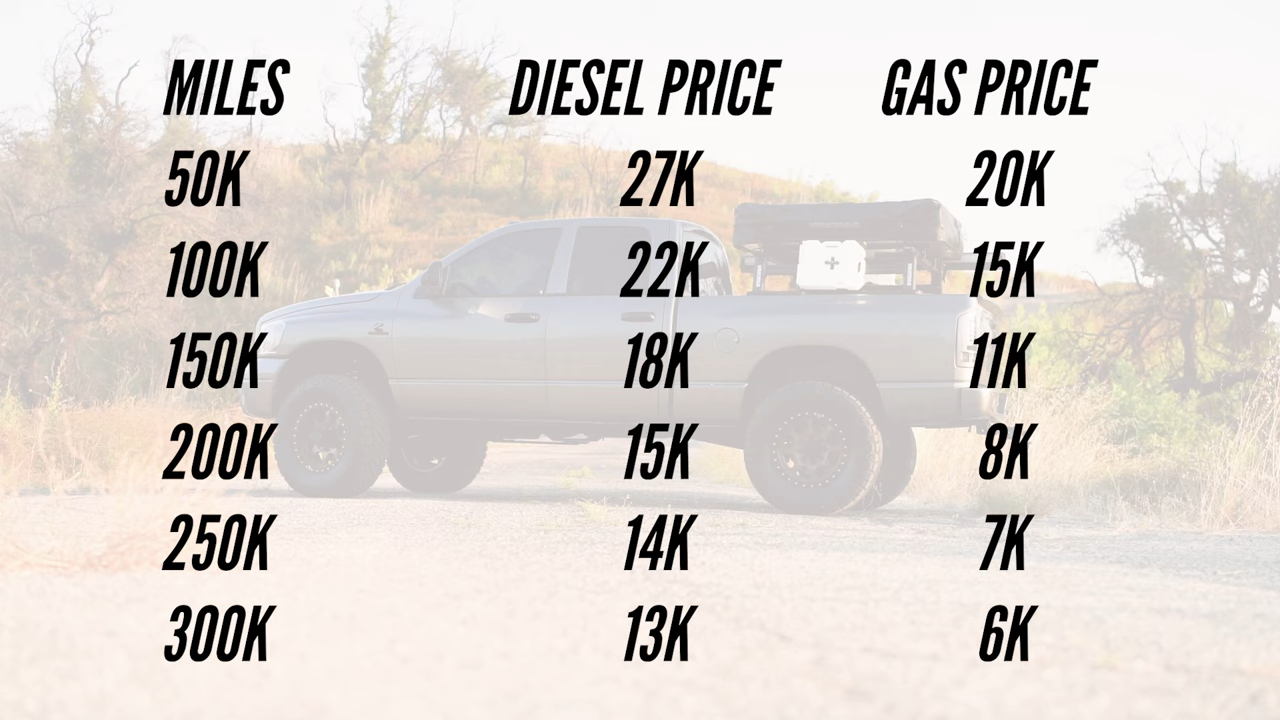 MILES DIESEL PRICE GAS PRICE
50K 27K 20K
100K 22K 15K
150K 18K 11K
200K 15K 8K
250K 14K 7K
300K 13K 6K